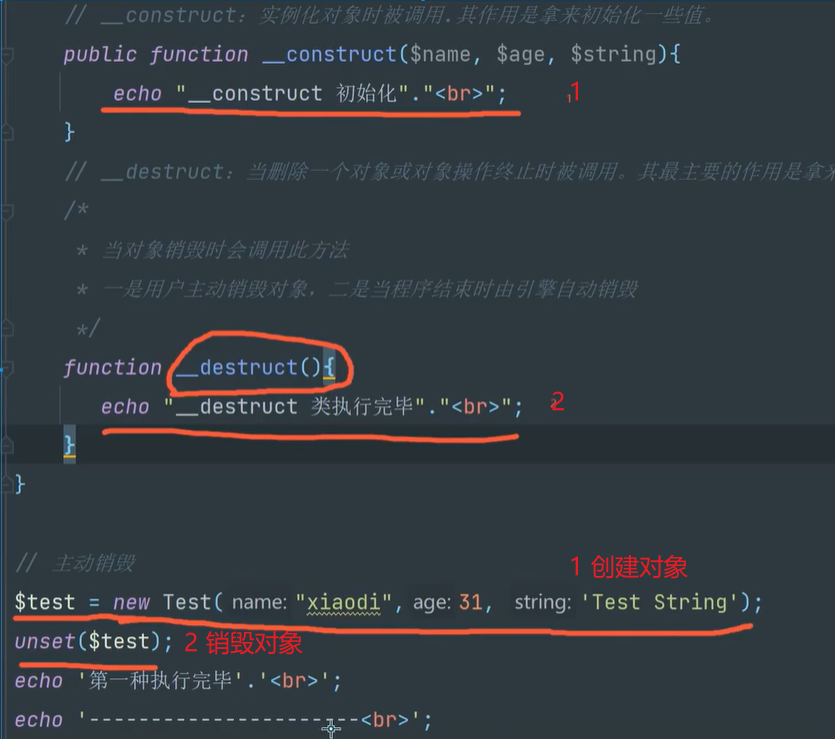 // __construct：实例化对象时被调用.其作用是拿来初始化一些值。
public function __construct($name, $age, $string){
echo "__construct 初始化"."<br>"; 1
}
// __destruct：当删除一个对象或对象操作终止时被调用。其最主要的作用是拿来
/*
* 当对象销毁时会调用此方法
* 一是用户主动销毁对象，二是当程序结束时由引擎自动销毁
*/
function __destruct(){
echo "__destruct 类执行完毕"."<br>"; 2
}
}
// 主动销毁
1 创建对象
$test = new Test( name: "xiaodi", age: 31, string: 'Test String');
unset($test); 2 销毁对象
echo '第一种执行完毕'.'<br>';
echo '----------------------<br>';